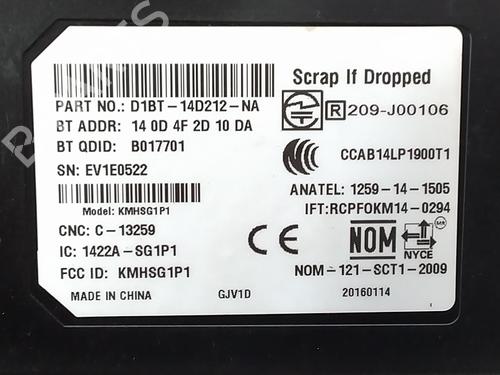 Scrap If Dropped
PART NO.: D1BT-14D212-NA
R 209-J00106
BT ADDR: 14 0D 4F 2D 10 DA
BT QDID: B017701
CCAB14LP1900T1
SN: EV1E0522
ANATEL: 1259-14-1505
Model: KMHSG1P1
IFT:RCPFOKM14-0294
CNC: C-13259
IC: 1422A-SG1P1
CE
NOM
NYCE
FCC ID: KMHSG1P1
NOM-121-SCT1-2009
MADE IN CHINA
GJV1D
20160114